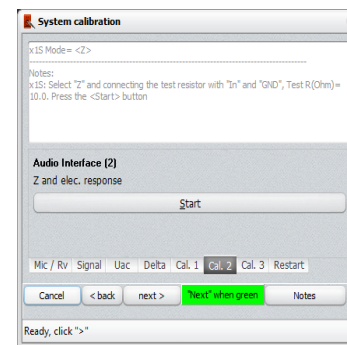 System calibration
x1S Mode= <Z>
Notes:
x1S: Select "Z" and connecting the test resistor with "In" and "GND", Test R(Ohm)=
10.0. Press the <Start> button
Audio Interface (2)
Z and elec. response
Start
Mic / Rv Signal Uac Delta Cal. 1 Cal. 2 Cal. 3 Restart
Cancel < back next > "Next" when green Notes
Ready, click ">"